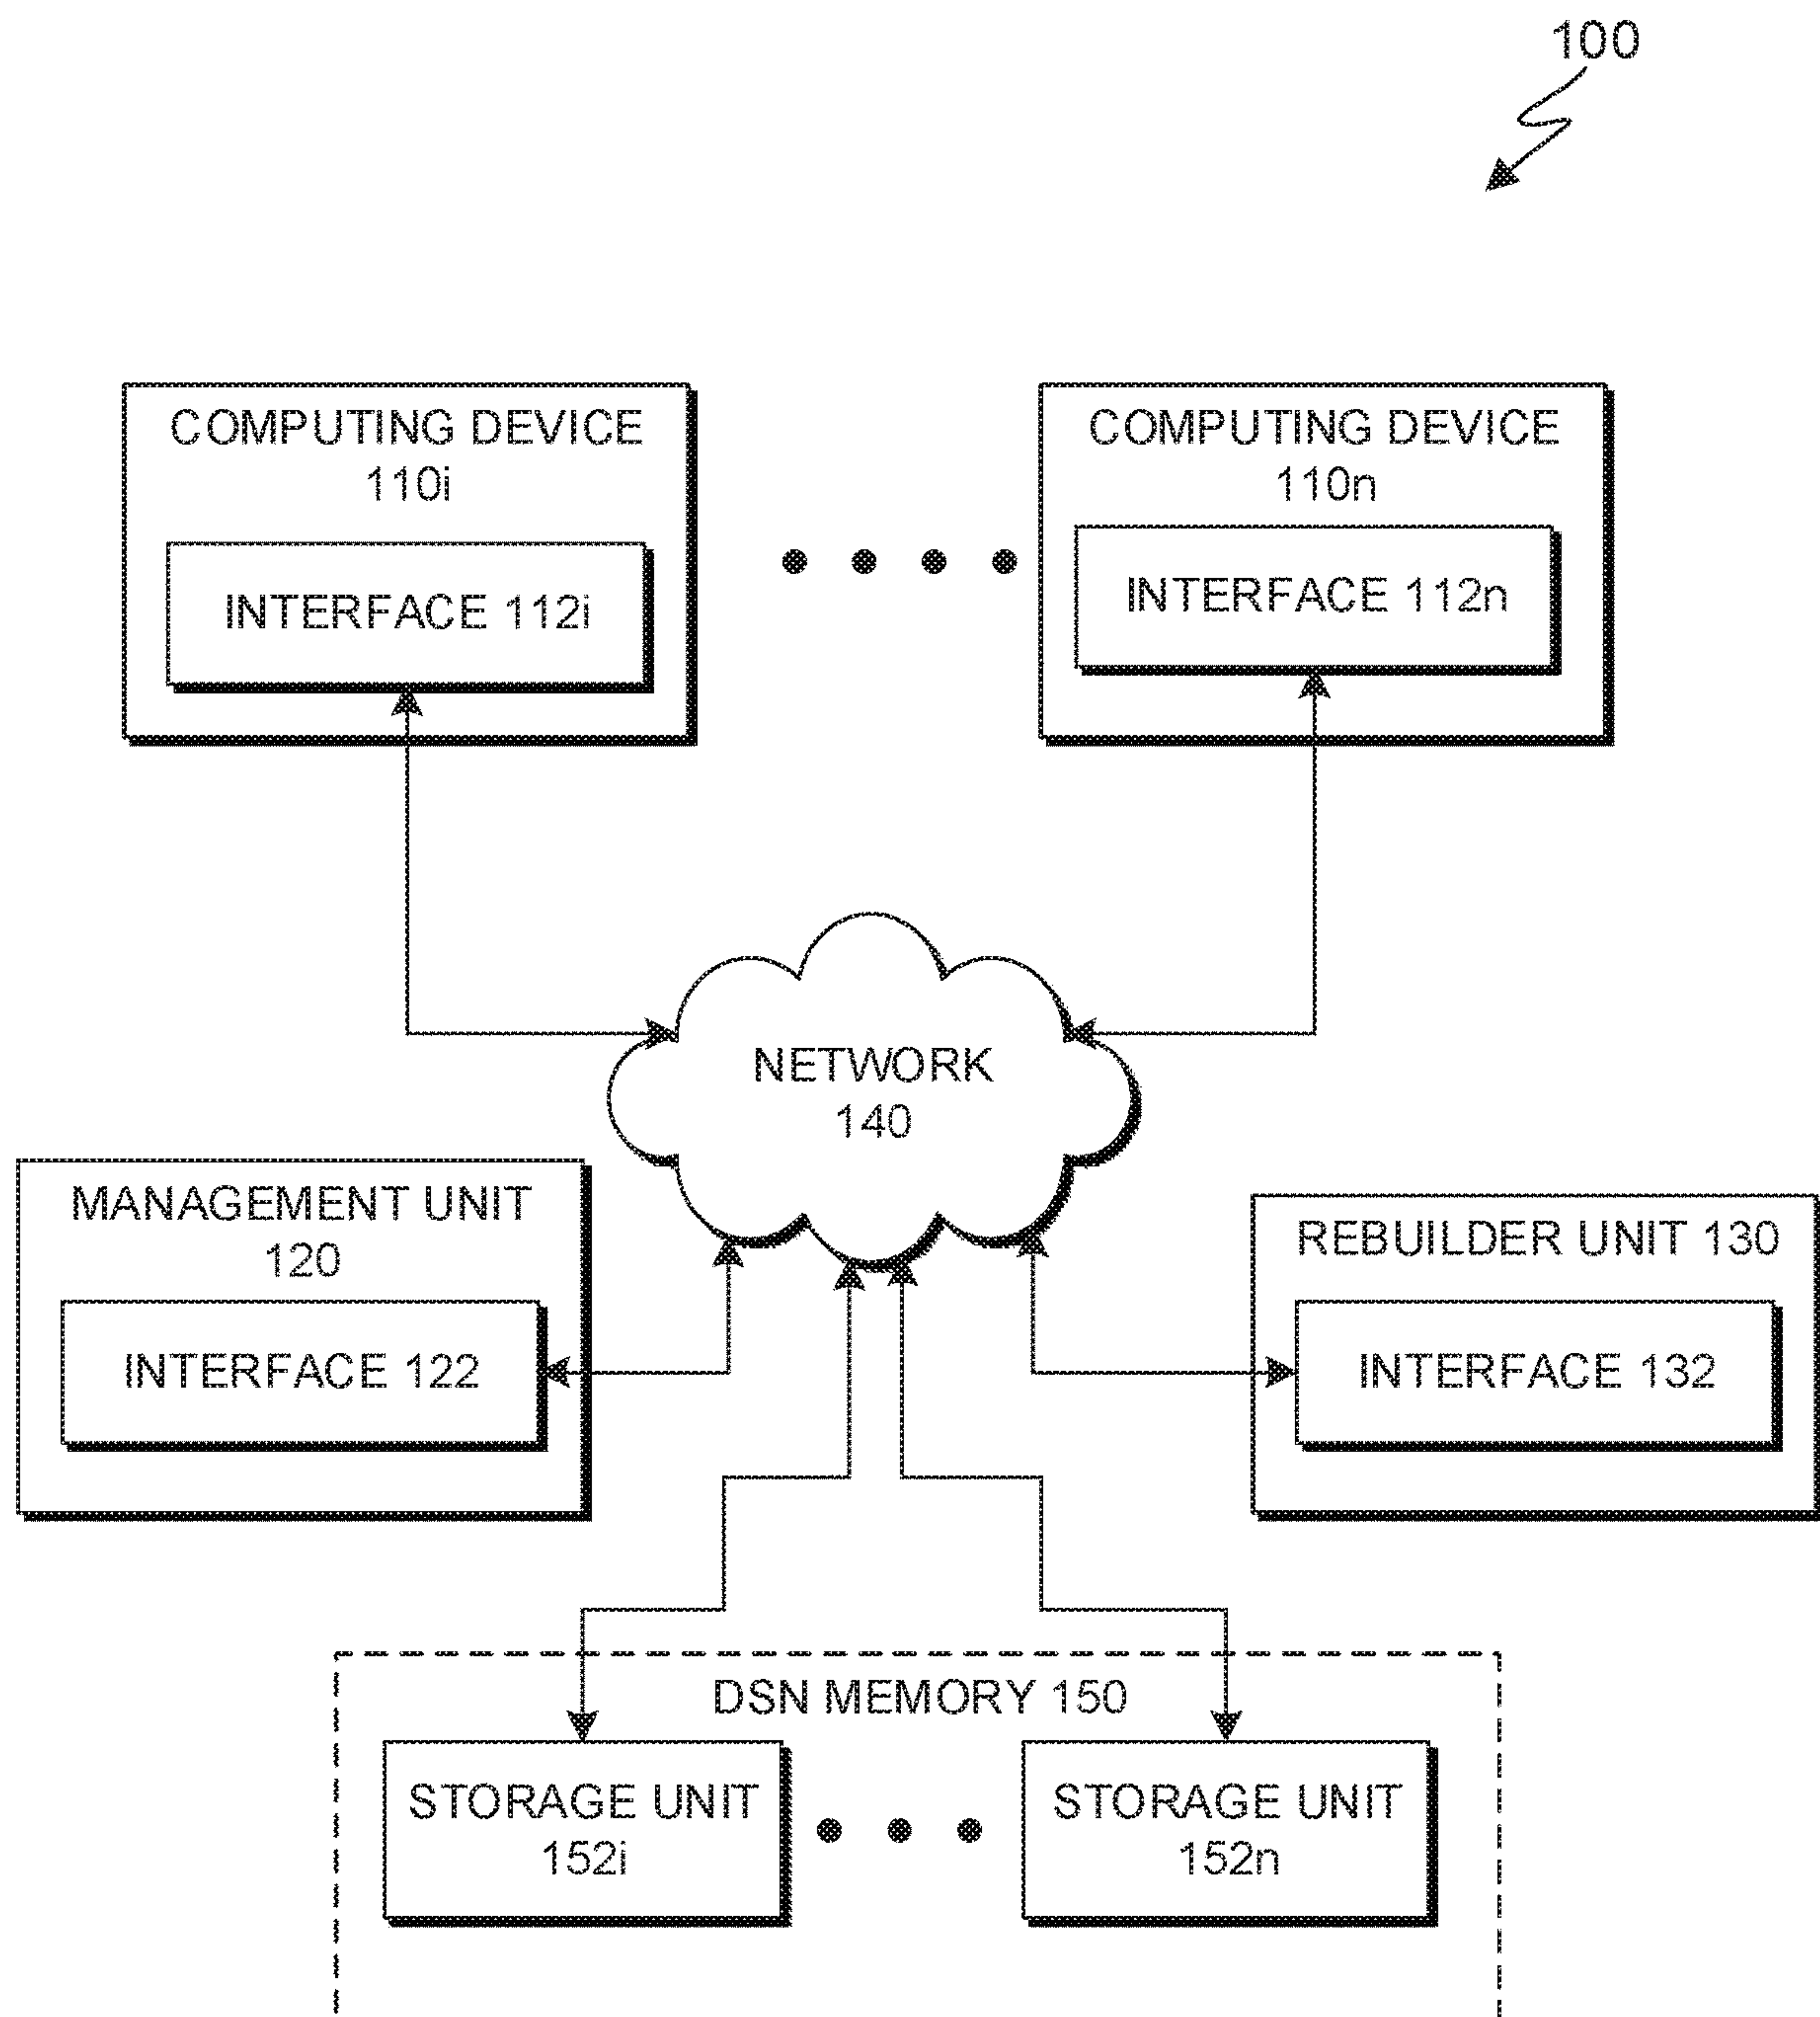 100
COMPUTING DEVICE
110i
INTERFACE 112i
COMPUTING DEVICE
110n
INTERFACE 112n
NETWORK
140
MANAGEMENT UNIT
120
INTERFACE 122
REBUILDER UNIT 130
INTERFACE 132
DSN MEMORY 150
STORAGE UNIT
152i
STORAGE UNIT
152n